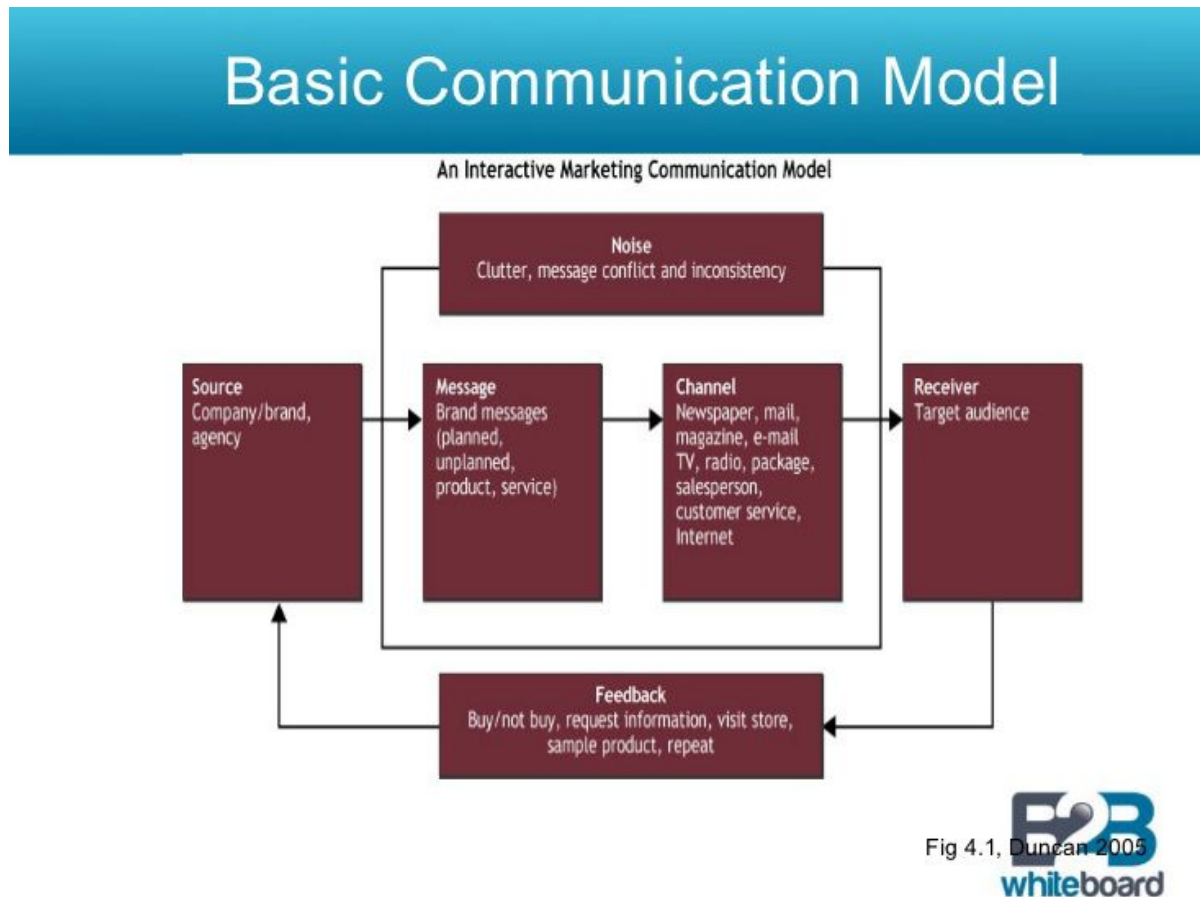 Basic Communication Model
An Interactive Marketing Communication Model
Noise
Clutter, message conflict and inconsistency
Source
Company/brand,
agency
Message
Brand messages
(planned,
unplanned,
product, service)
Channel
Newspaper, mail,
magazine, e-mail
TV, radio, package,
salesperson,
customer service,
Internet
Receiver
Target audience
Feedback
Buy/not buy, request information, visit store,
sample product, repeat
B2B
Fig 4.1, Duncan 2005
whiteboard